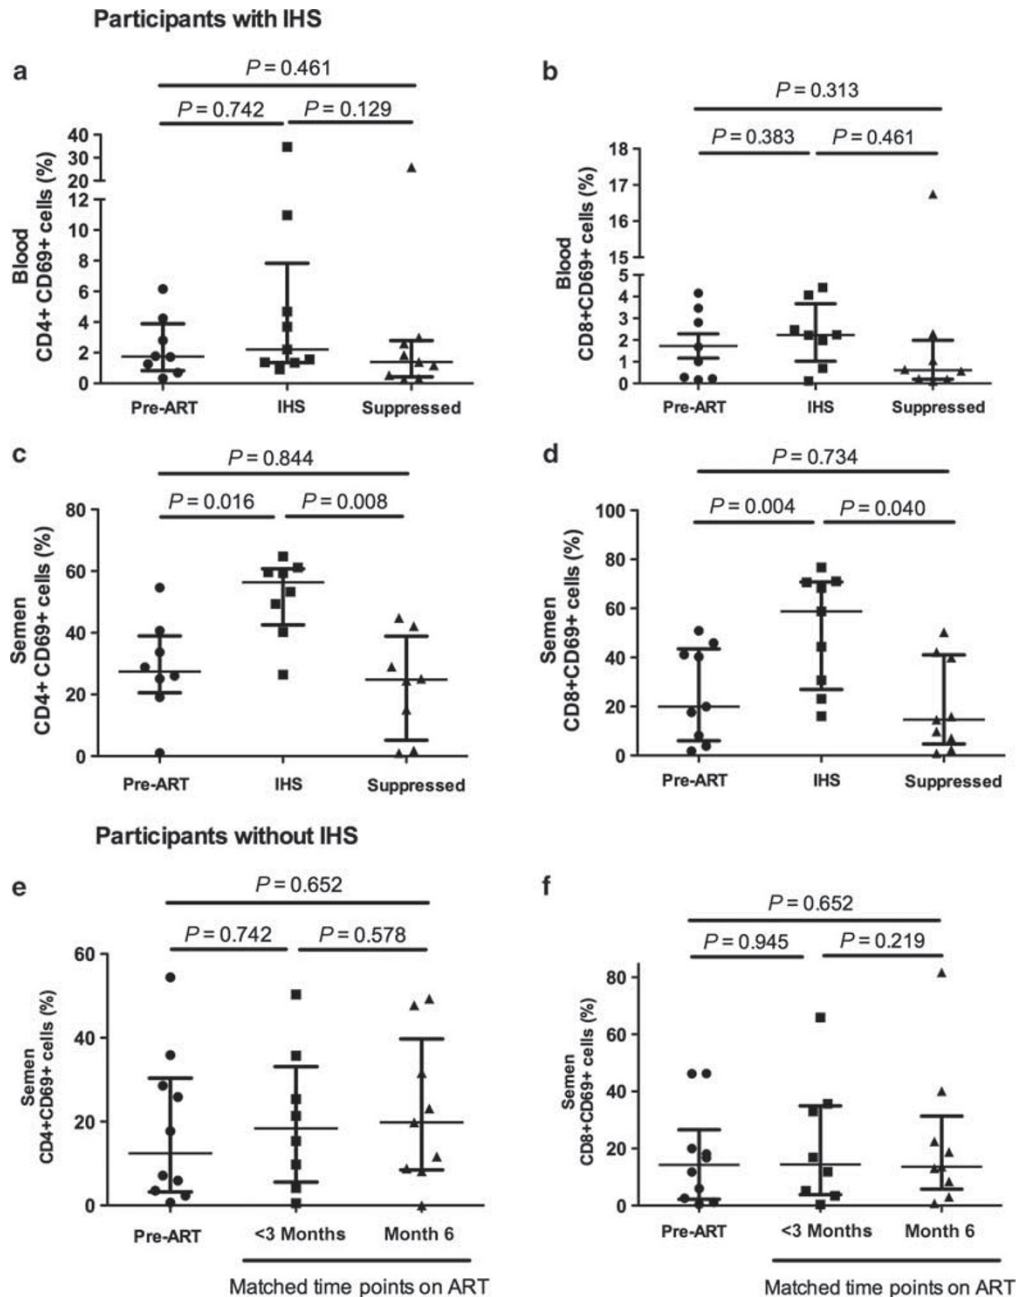 Participants with IHS
a
P = 0.461
P = 0.742
P = 0.129
Blood
CD4+ CD69+ cells (%)
40
30
20
12
10
8
6
4
2
0
Pre-ART
IHS
Suppressed
b
P = 0.313
P = 0.383
P = 0.461
Blood
CD8+CD69+ cells (%)
18
17
16
15
5
4
3
2
1
0
Pre-ART
IHS
Suppressed
c
P = 0.844
P = 0.016
P = 0.008
Semen
CD4+ CD69+ cells (%)
80
60
40
20
0
Pre-ART
IHS
Suppressed
d
P = 0.734
P = 0.004
P = 0.040
Semen
CD8+CD69+ cells (%)
100
80
60
40
20
0
Pre-ART
IHS
Suppressed
Participants without IHS
e
P = 0.652
P = 0.742
P = 0.578
Semen
CD4+CD69+ cells (%)
60
40
20
0
Pre-ART
<3 Months
Month 6
Matched time points on ART
f
P = 0.652
P = 0.945
P = 0.219
Semen
CD8+CD69+ cells (%)
80
60
40
20
0
Pre-ART
<3 Months
Month 6
Matched time points on ART